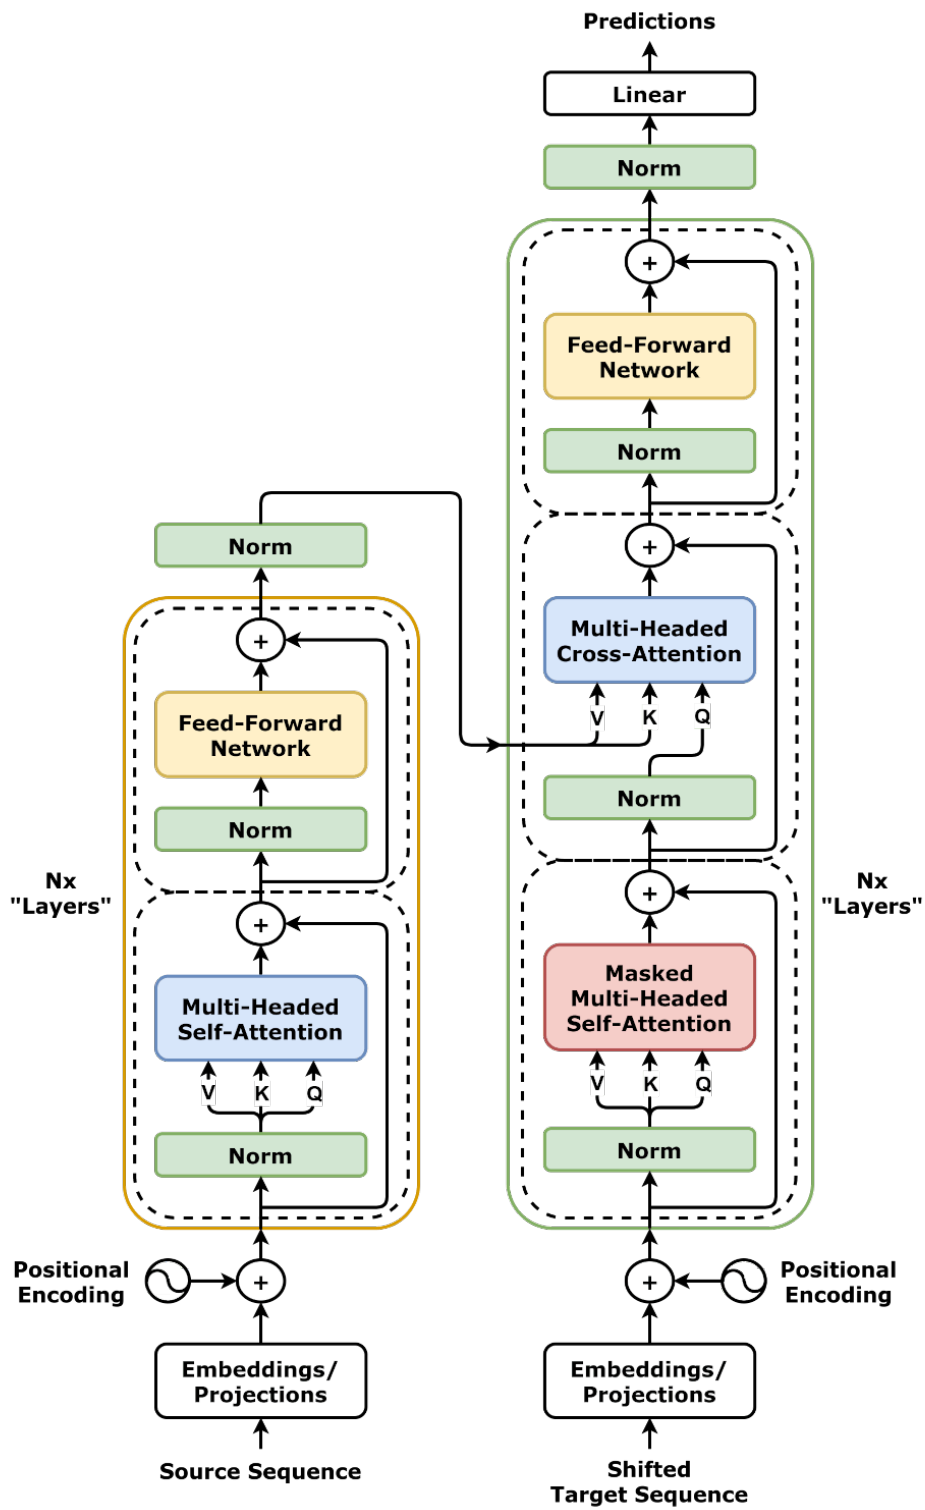 Predictions
Linear
Norm
+
Feed-Forward
Network
Norm
+
Multi-Headed
Cross-Attention
V K Q
Norm
+
Masked
Multi-Headed
Self-Attention
V K Q
Norm
Nx
"Layers"
+
Positional
Encoding
Embeddings/
Projections
Shifted
Target Sequence
Norm
+
Feed-Forward
Network
Norm
+
Multi-Headed
Self-Attention
V K Q
Norm
Nx
"Layers"
Positional
Encoding
+
Embeddings/
Projections
Source Sequence